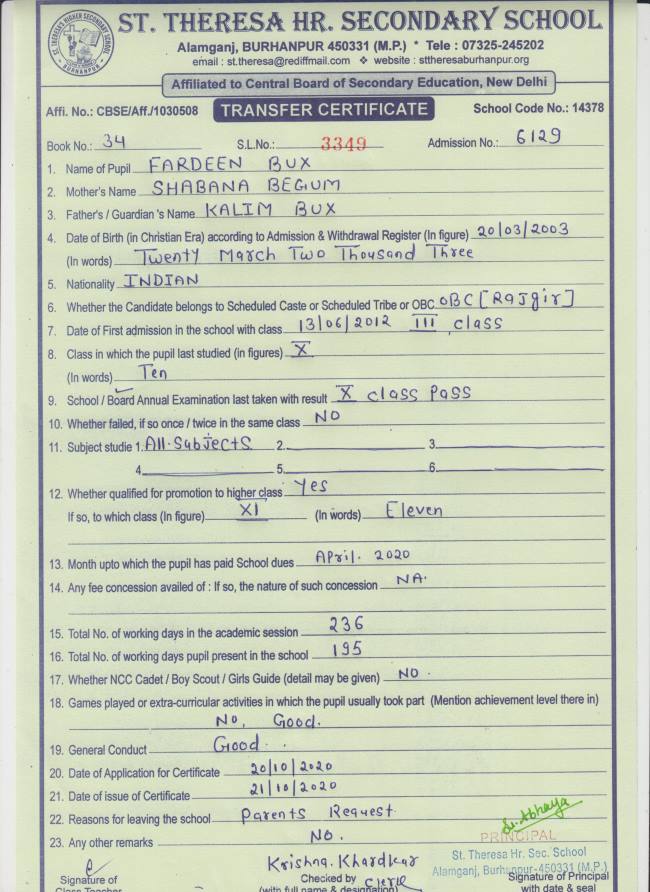 ST. THERESA HR. SECONDARY SCHOOL
Alamganj, BURHANPUR 450331 (M.P.) * Tele : 07325-245202
email : st.theresa@rediffmail.com ❖ website : sttheresaburhanpur.org
Affiliated to Central Board of Secondary Education, New Delhi
Affi. No.: CBSE/Aff./1030508 TRANSFER CERTIFICATE School Code No.: 14378
Book No.: 34 S.L.No.: 3349 Admission No.: 6129
1. Name of Pupil FARDEEN BUX
2. Mother's Name SHABANA BEGUM
3. Father's / Guardian 's Name KALIM BUX
4. Date of Birth (in Christian Era) according to Admission & Withdrawal Register (In figure) 20/03/2003
(In words) Twenty March Two Thousand Three
5. Nationality INDIAN
6. Whether the Candidate belongs to Scheduled Caste or Scheduled Tribe or OBC. OBC [Rajgir]
7. Date of First admission in the school with class 13/06/2012 III class
8. Class in which the pupil last studied (in figures) X
(In words) Ten
9. School / Board Annual Examination last taken with result X class Pass
10. Whether failed, if so once / twice in the same class NO
11. Subject studie 1. All Subjects 2. 3.
4. 5. 6.
12. Whether qualified for promotion to higher class Yes
If so, to which class (In figure) XI (In words) Eleven
13. Month upto which the pupil has paid School dues April. 2020
14. Any fee concession availed of : If so, the nature of such concession NA.
15. Total No. of working days in the academic session 236
16. Total No. of working days pupil present in the school 195
17. Whether NCC Cadet / Boy Scout / Girls Guide (detail may be given) NO.
18. Games played or extra-curricular activities in which the pupil usually took part (Mention achievement level there in)
No, Good.
19. General Conduct Good.
20. Date of Application for Certificate 20/10/2020
21. Date of issue of Certificate 21/10/2020
22. Reasons for leaving the school Parents Request
23. Any other remarks NO.
Sr. Abhaya
PRINCIPAL
St. Theresa Hr. Sec. School
Alamganj, Burhanpur-450331 (M.P.)
Krishna. Khardkar
Signature of Checked by Clerk Signature of Principal
Class Teacher (with full name & designation) with date & seal